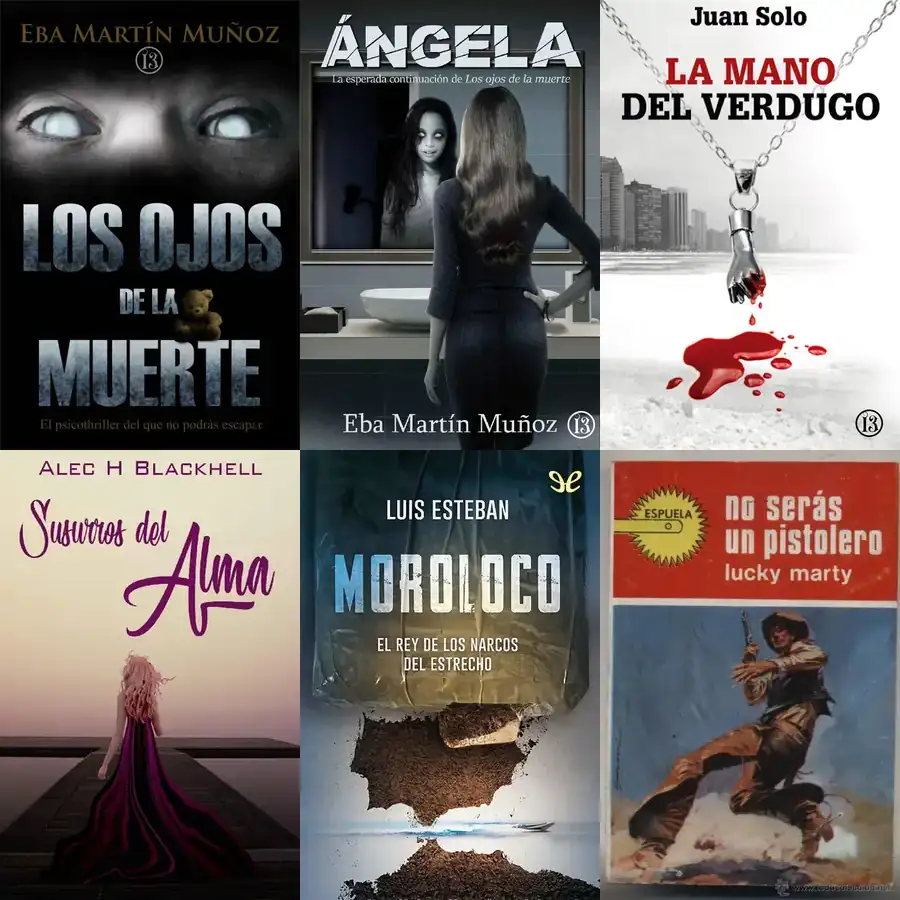 EBA MARTÍN MUÑOZ
13
LOS OJOS
DE LA
MUERTE
El psicothriller del que no podrás escapar
ÁNGELA
La esperada continuación de Los ojos de la muerte
Eba Martín Muñoz 13
Juan Solo
LA MANO
DEL VERDUGO
13
ALEC H BLACKHELL
Susurros del
Alma
LUIS ESTEBAN
MOROLOCO
EL REY DE LOS NARCOS
DEL ESTRECHO
ESPUELA
no serás
un pistolero
lucky marty